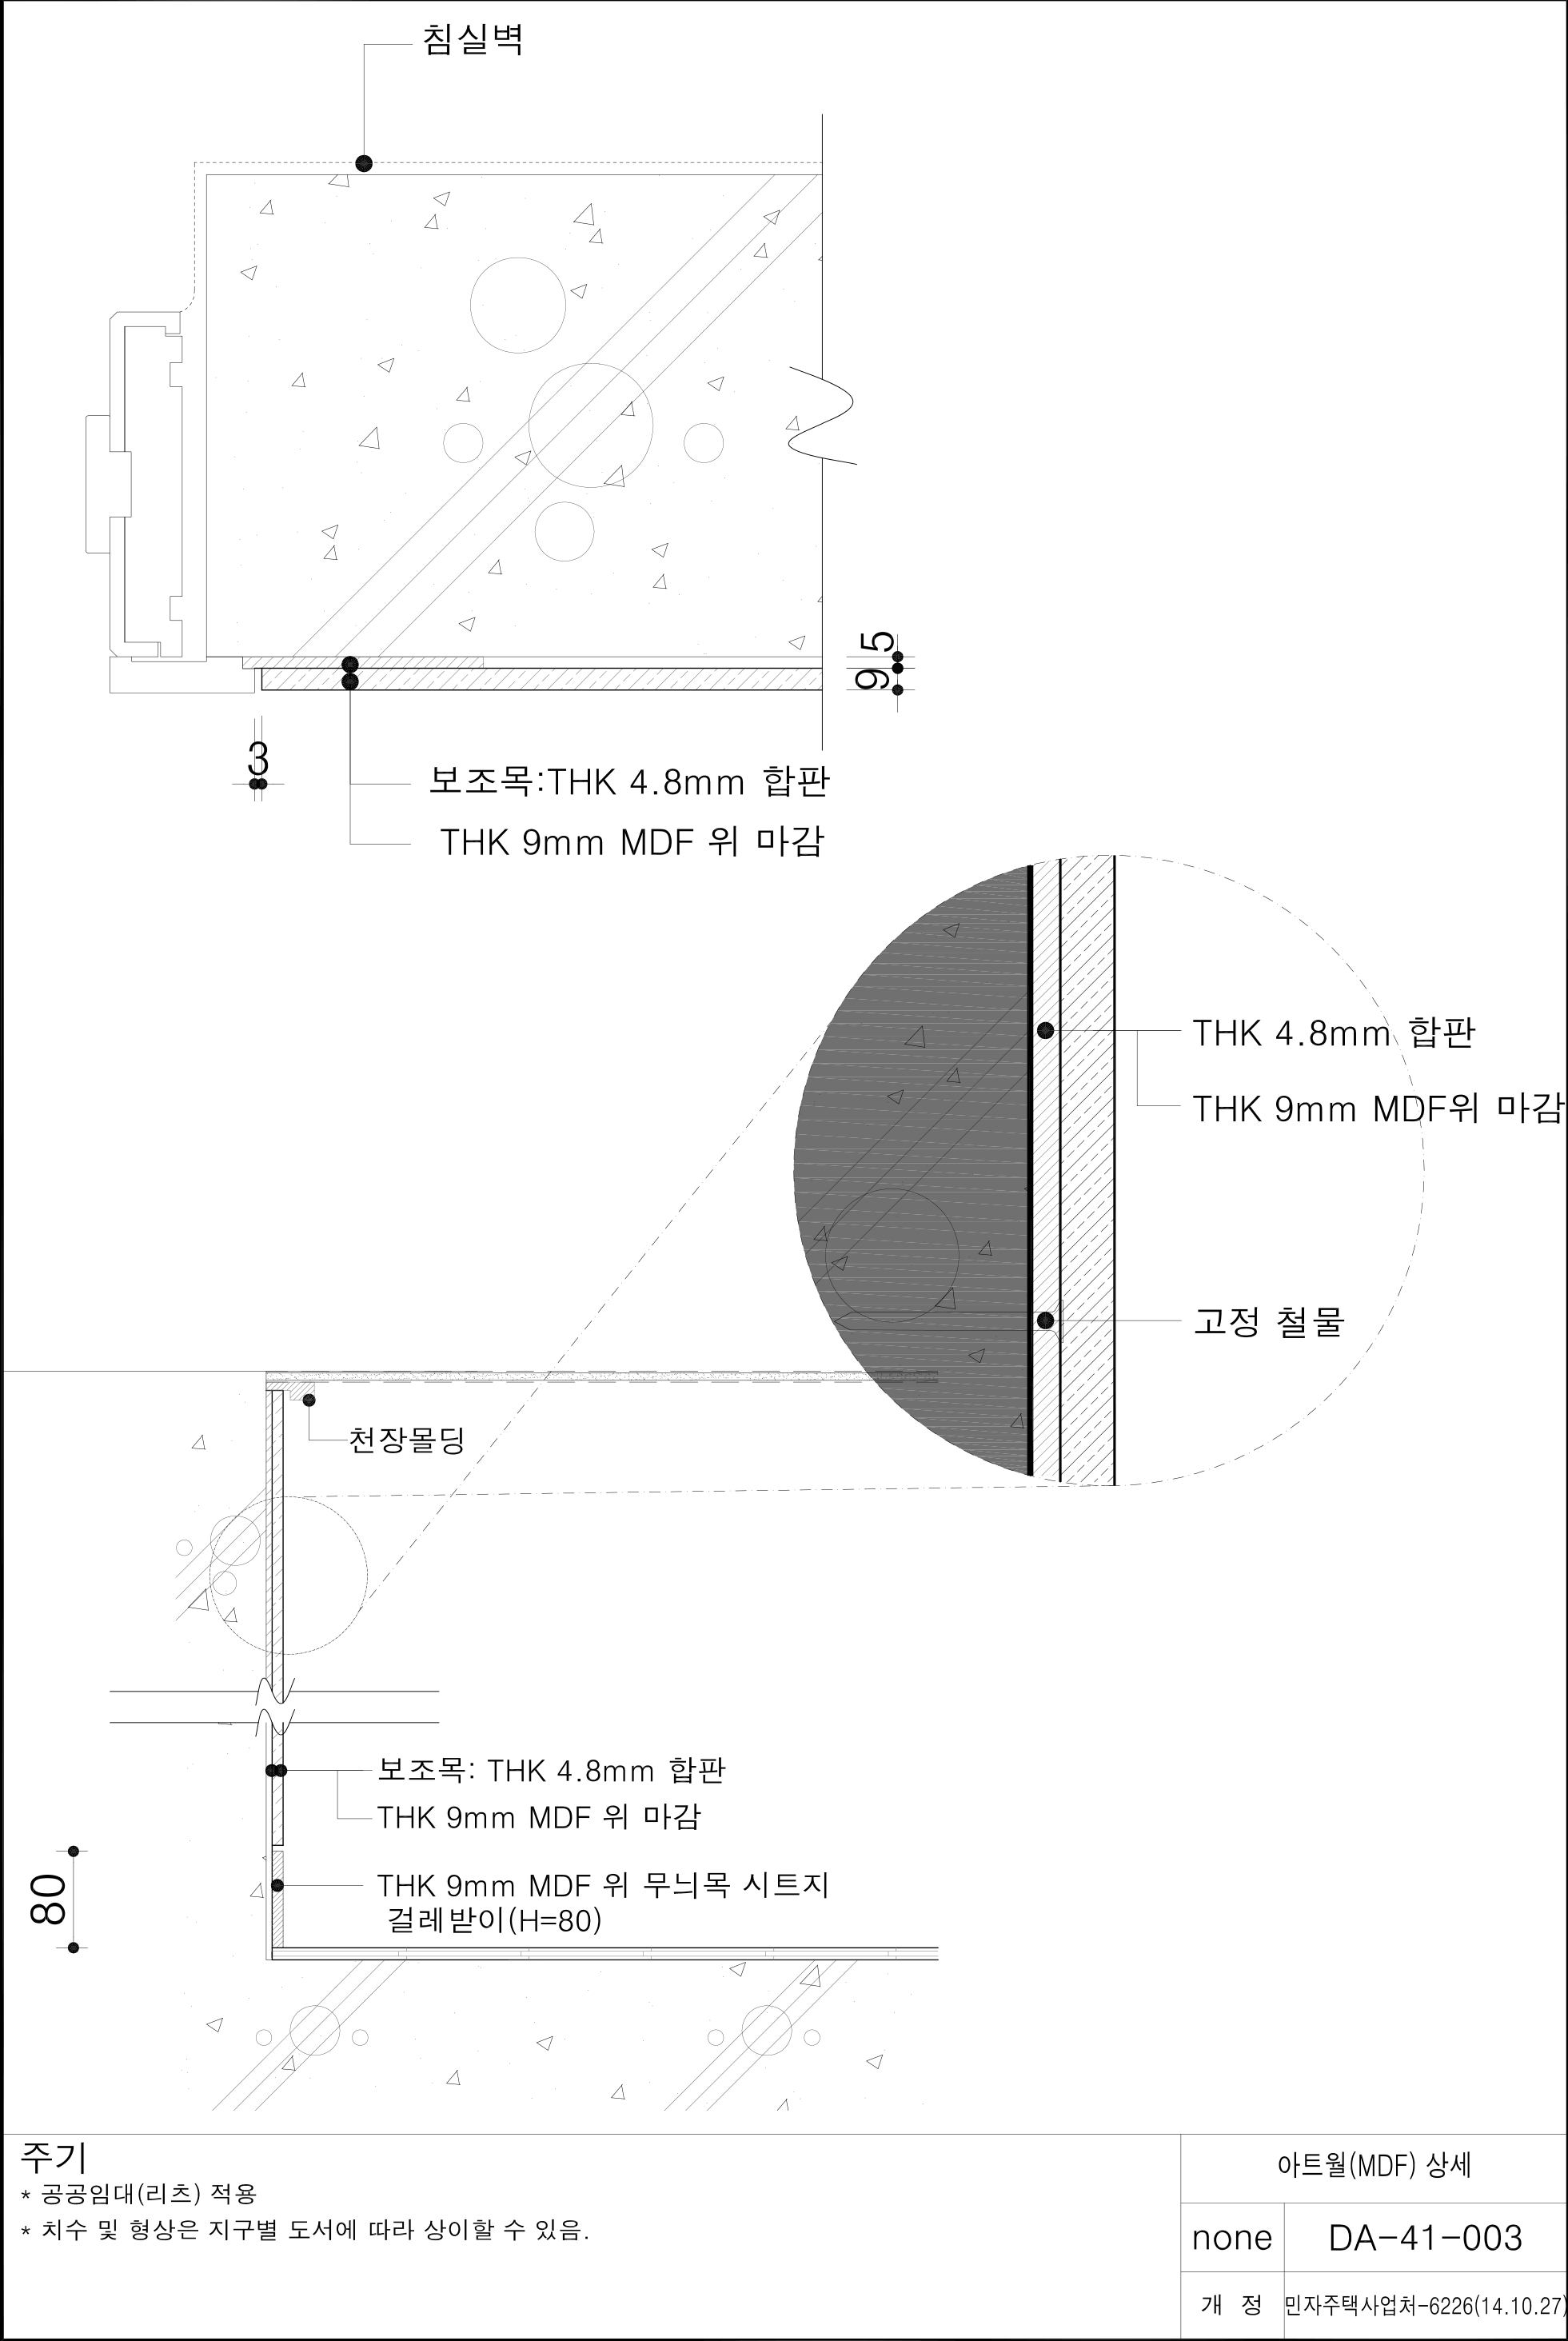 침실벽
5
9
3
보조목:THK 4.8mm 합판
THK 9mm MDF 위 마감
THK 4.8mm 합판
THK 9mm MDF위 마감
고정 철물
천장몰딩
보조목: THK 4.8mm 합판
THK 9mm MDF 위 마감
80
THK 9mm MDF 위 무늬목 시트지
걸레받이(H=80)
주기
* 공공임대(리츠) 적용
* 치수 및 형상은 지구별 도서에 따라 상이할 수 있음.
아트월(MDF) 상세
none DA-41-003
개 정 민자주택사업처-6226(14.10.27)